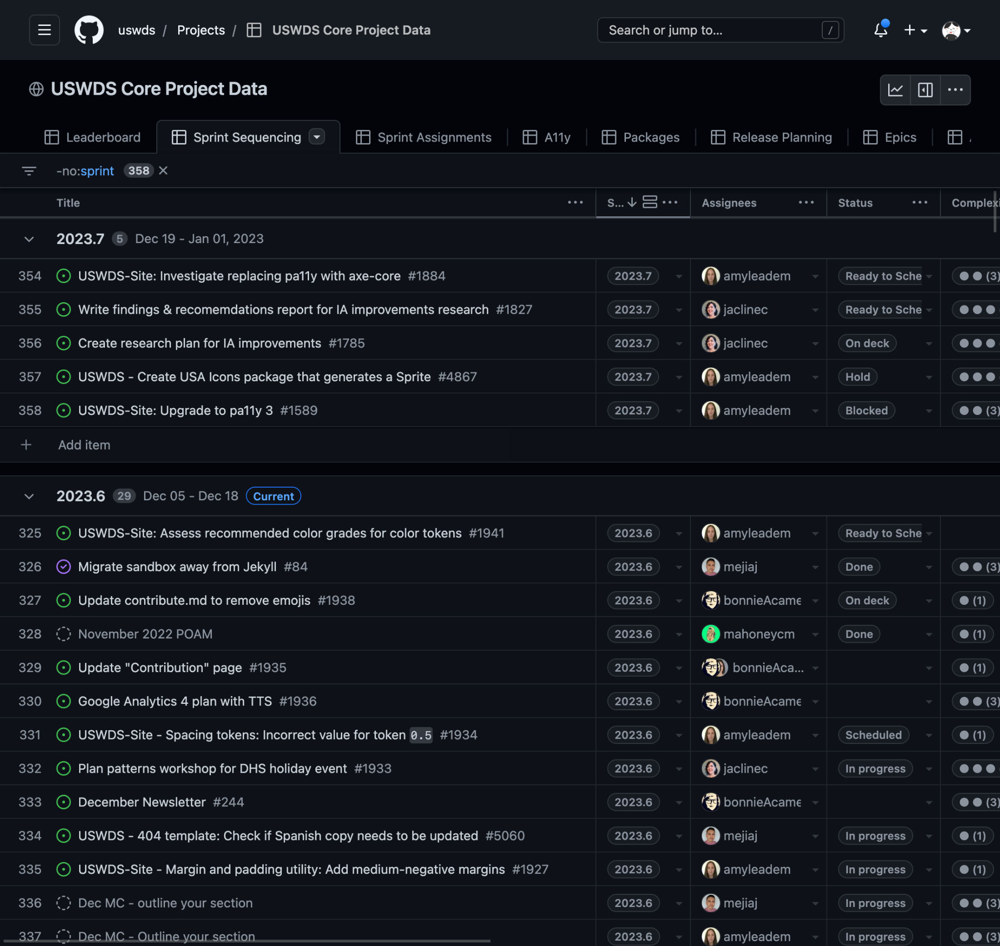 uswds / Projects / USWDS Core Project Data Search or jump to... /
USWDS Core Project Data
Leaderboard Sprint Sequencing Sprint Assignments A11y Packages Release Planning Epics
-no:sprint 358
Title S... Assignees Status Complexi
2023.7 5 Dec 19 - Jan 01, 2023
354 USWDS-Site: Investigate replacing pa11y with axe-core #1884 2023.7 amyleadem Ready to Sche (3)
355 Write findings & recomemdations report for IA improvements research #1827 2023.7 jaclinec Ready to Sche
356 Create research plan for IA improvements #1785 2023.7 jaclinec On deck
357 USWDS - Create USA Icons package that generates a Sprite #4867 2023.7 amyleadem Hold
358 USWDS-Site: Upgrade to pa11y 3 #1589 2023.7 amyleadem Blocked (3)
Add item
2023.6 29 Dec 05 - Dec 18 Current
325 USWDS-Site: Assess recommended color grades for color tokens #1941 2023.6 amyleadem Ready to Sche
326 Migrate sandbox away from Jekyll #84 2023.6 mejiaj Done (3)
327 Update contribute.md to remove emojis #1938 2023.6 bonnieAcame On deck (1)
328 November 2022 POAM 2023.6 mahoneycm Done (1)
329 Update "Contribution" page #1935 2023.6 bonnieAca... (1)
330 Google Analytics 4 plan with TTS #1936 2023.6 bonnieAcame (3)
331 USWDS-Site - Spacing tokens: Incorrect value for token 0.5 #1934 2023.6 amyleadem Scheduled (1)
332 Plan patterns workshop for DHS holiday event #1933 2023.6 jaclinec In progress
333 December Newsletter #244 2023.6 bonnieAcame (3)
334 USWDS - 404 template: Check if Spanish copy needs to be updated #5060 2023.6 mejiaj In progress (1)
335 USWDS-Site - Margin and padding utility: Add medium-negative margins #1927 2023.6 amyleadem In progress (1)
336 Dec MC - outline your section 2023.6 mejiaj In progress (3)
337 Dec MC - Outline your section 2023.6 amyleadem In progress (3)